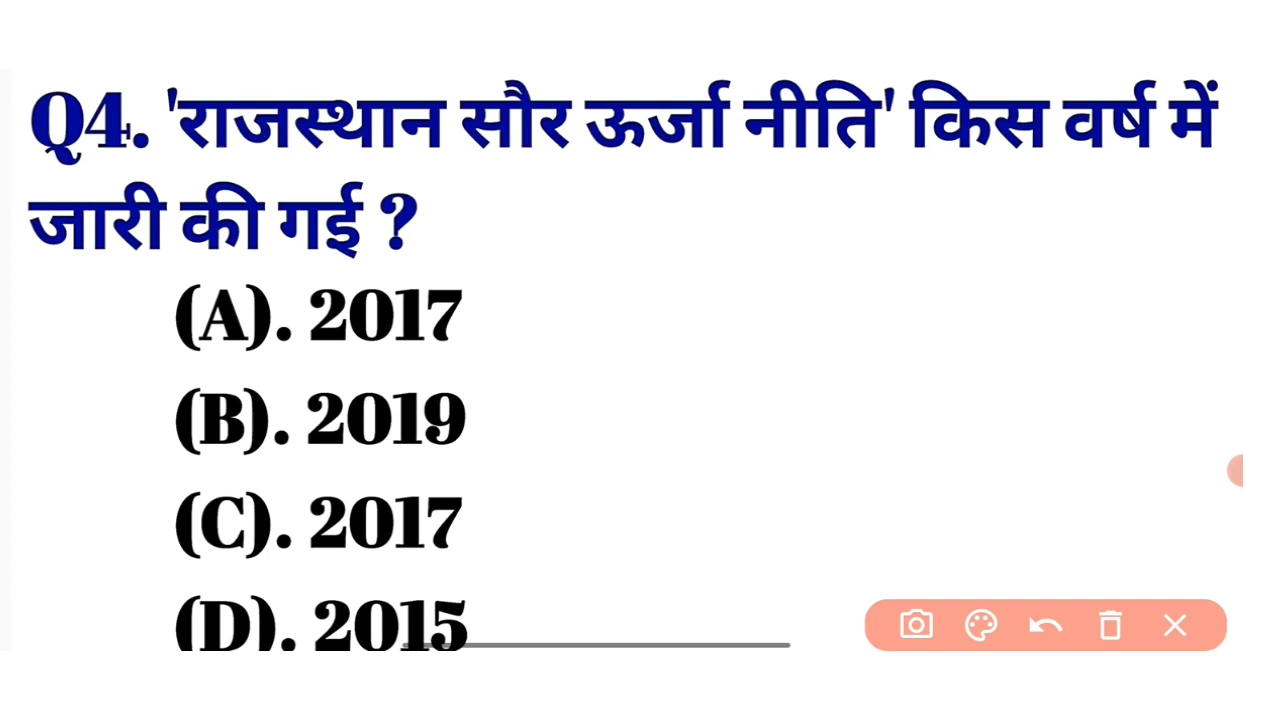 Q4. 'राजस्थान सौर ऊर्जा नीति' किस वर्ष में
जारी की गई ?
(A). 2017
(B). 2019
(C). 2017
(D). 2015